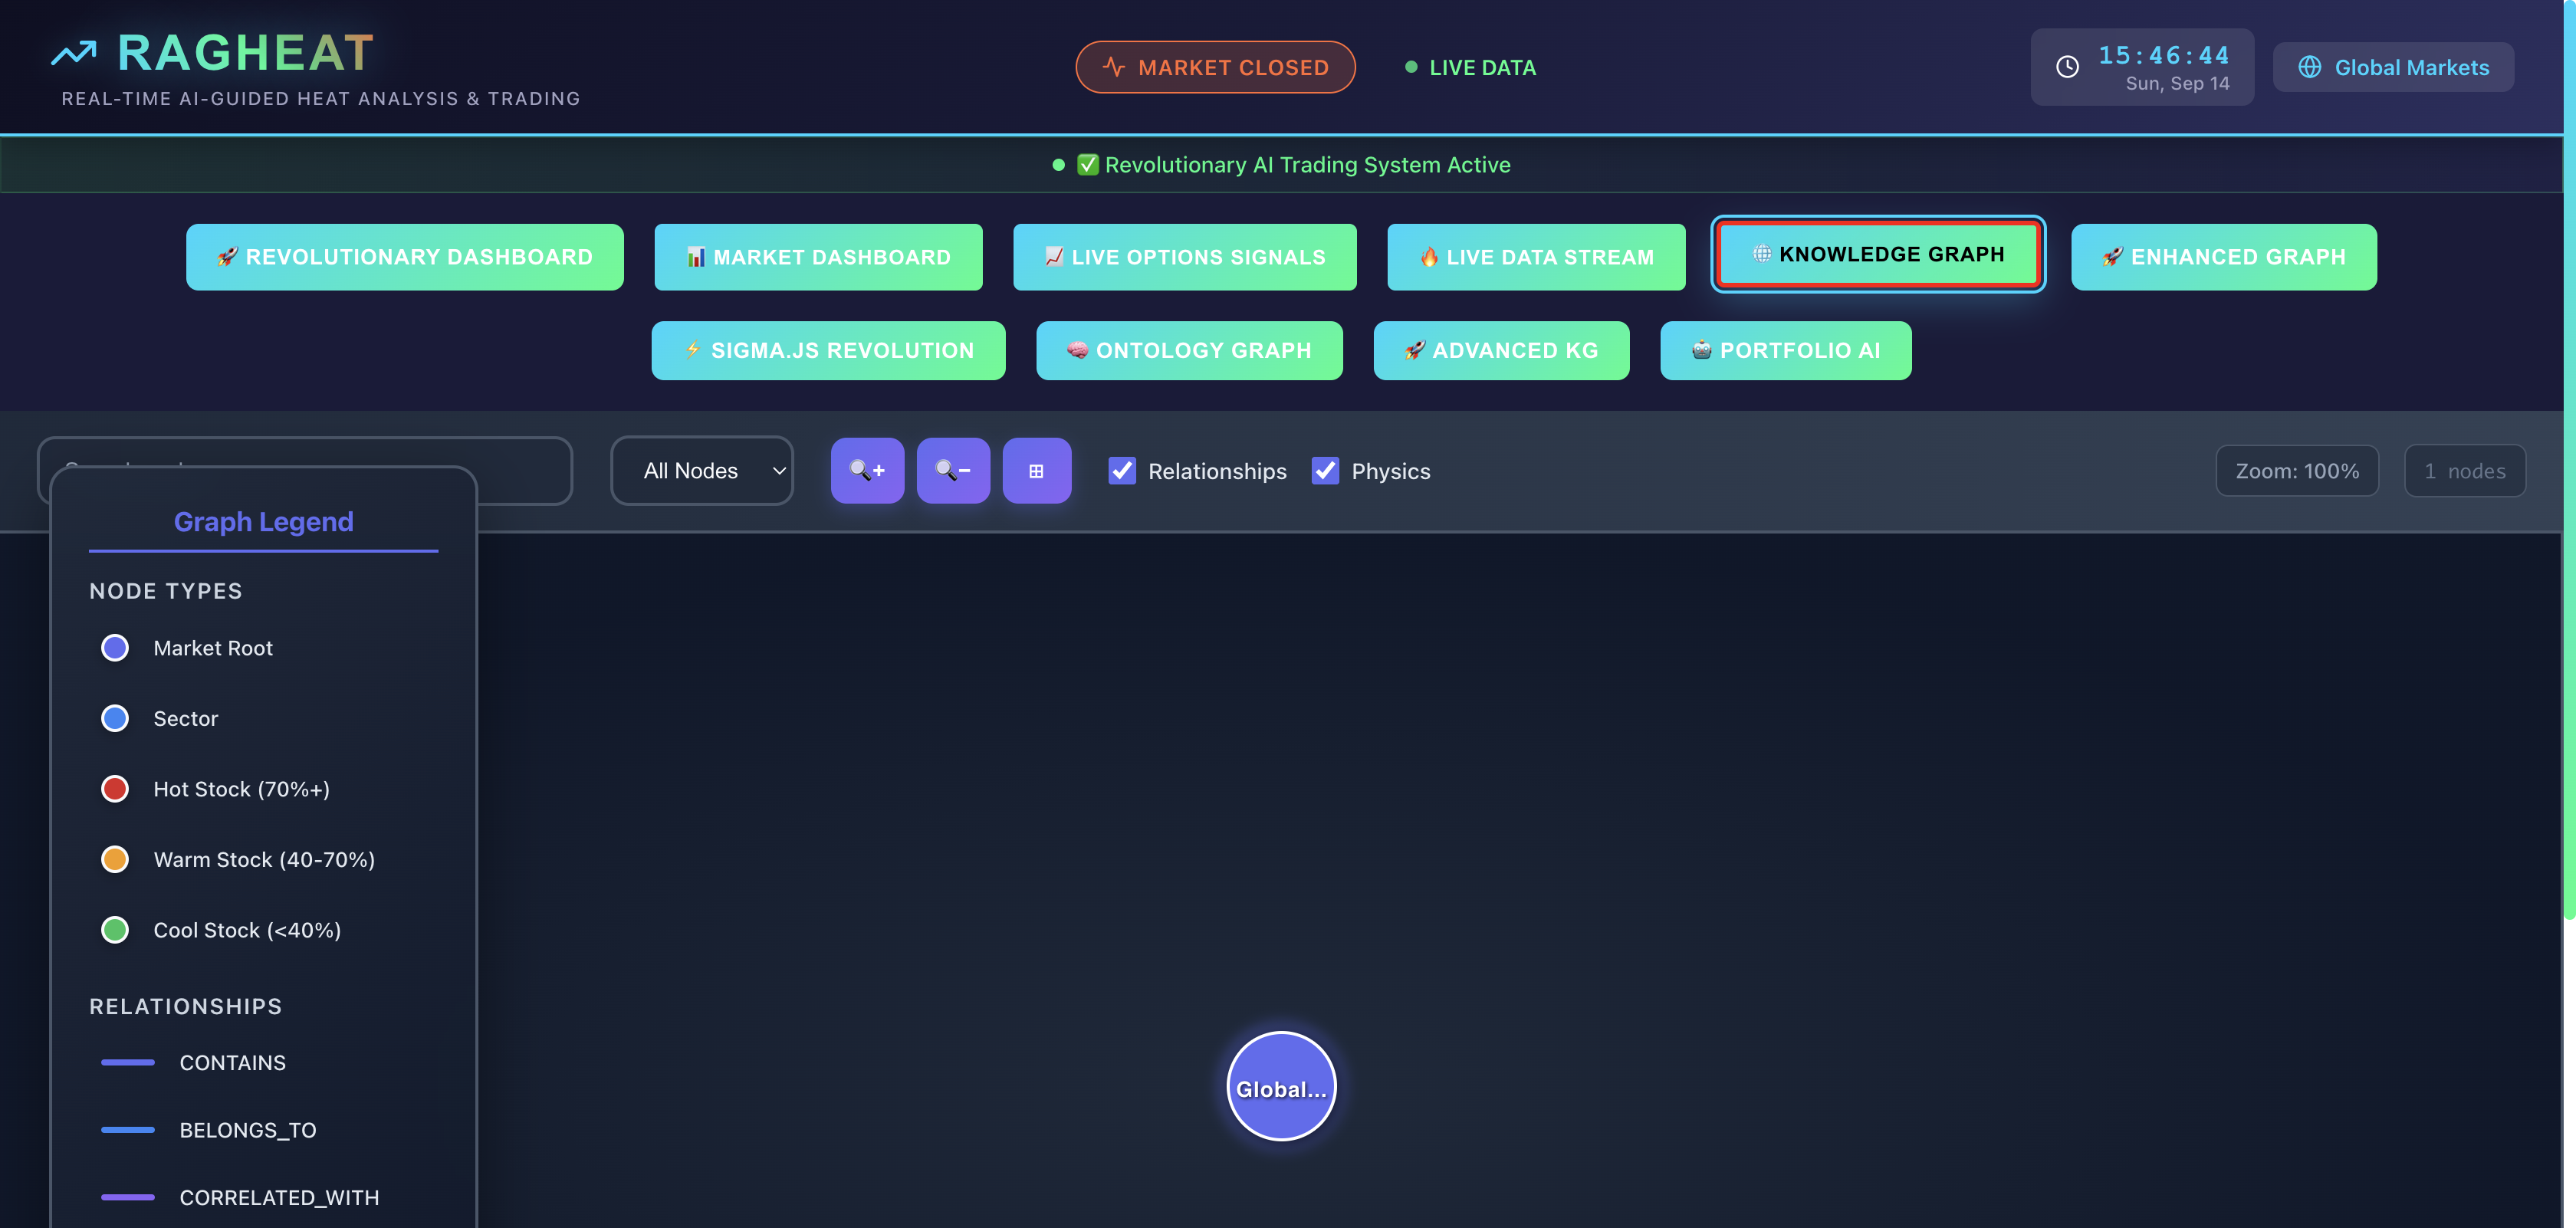 RAGHEAT
REAL-TIME AI-GUIDED HEAT ANALYSIS & TRADING
MARKET CLOSED
LIVE DATA
15:46:44
Sun, Sep 14
Global Markets
✅ Revolutionary AI Trading System Active
🚀 REVOLUTIONARY DASHBOARD
📊 MARKET DASHBOARD
📈 LIVE OPTIONS SIGNALS
🔥 LIVE DATA STREAM
🌐 KNOWLEDGE GRAPH
🚀 ENHANCED GRAPH
⚡ SIGMA.JS REVOLUTION
🧠 ONTOLOGY GRAPH
🚀 ADVANCED KG
🤖 PORTFOLIO AI
All Nodes
🔍+
🔍−
⊞
Relationships
Physics
Zoom: 100%
1 nodes
Graph Legend
NODE TYPES
Market Root
Sector
Hot Stock (70%+)
Warm Stock (40-70%)
Cool Stock (<40%)
RELATIONSHIPS
CONTAINS
BELONGS_TO
CORRELATED_WITH
Global...